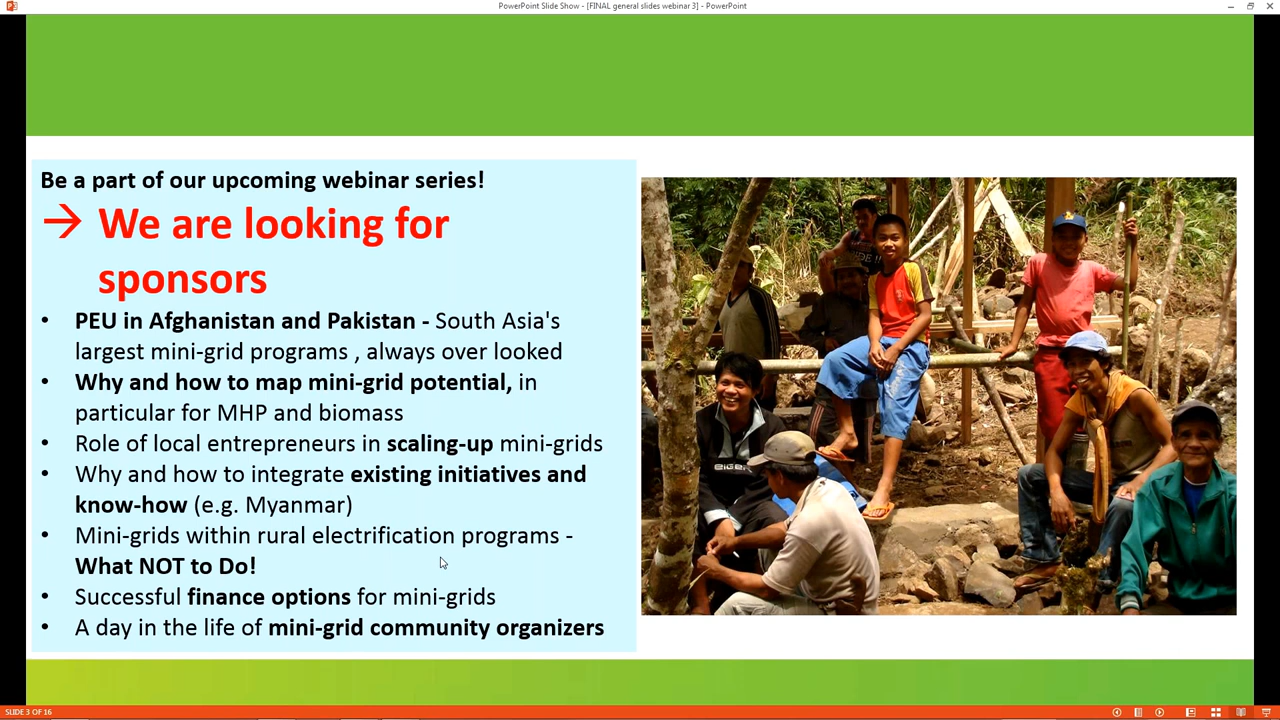 PowerPoint Slide Show - [FINAL general slides webinar 3] - PowerPoint
Be a part of our upcoming webinar series!
→ We are looking for
sponsors
• PEU in Afghanistan and Pakistan - South Asia's
largest mini-grid programs , always over looked
• Why and how to map mini-grid potential, in
particular for MHP and biomass
• Role of local entrepreneurs in scaling-up mini-grids
• Why and how to integrate existing initiatives and
know-how (e.g. Myanmar)
• Mini-grids within rural electrification programs -
What NOT to Do!
• Successful finance options for mini-grids
• A day in the life of mini-grid community organizers
SLIDE 3 OF 16